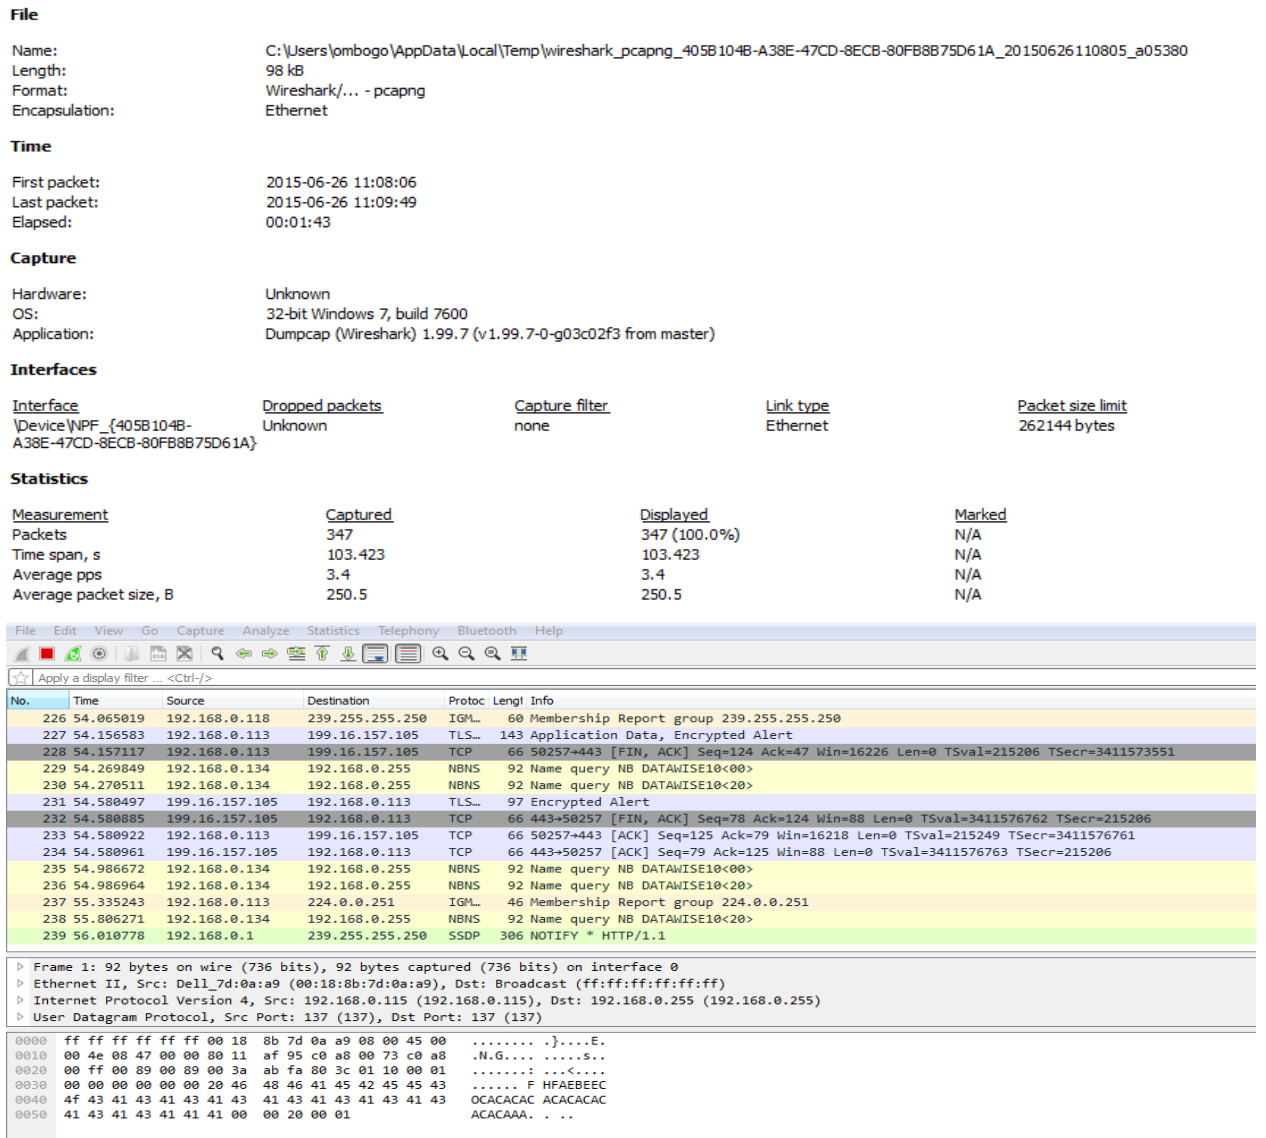 File
Name: C:\Users\ombogo\AppData\Local\Temp\wireshark_pcapng_405B104B-A38E-47CD-8ECB-80FB8B75D61A_20150626110805_a05380
Length: 98 kB
Format: Wireshark/... - pcapng
Encapsulation: Ethernet
Time
First packet: 2015-06-26 11:08:06
Last packet: 2015-06-26 11:09:49
Elapsed: 00:01:43
Capture
Hardware: Unknown
OS: 32-bit Windows 7, build 7600
Application: Dumpcap (Wireshark) 1.99.7 (v1.99.7-0-g03c02f3 from master)
Interfaces
Interface Dropped packets Capture filter Link type Packet size limit
\Device\NPF_{405B104B- Unknown none Ethernet 262144 bytes
A38E-47CD-8ECB-80FB8B75D61A}
Statistics
Measurement Captured Displayed Marked
Packets 347 347 (100.0%) N/A
Time span, s 103.423 103.423 N/A
Average pps 3.4 3.4 N/A
Average packet size, B 250.5 250.5 N/A
File Edit View Go Capture Analyze Statistics Telephony Bluetooth Help
Apply a display filter ... <Ctrl-/>
No. Time Source Destination Protoc Lengt Info
226 54.065019 192.168.0.118 239.255.255.250 IGM… 60 Membership Report group 239.255.255.250
227 54.156583 192.168.0.113 199.16.157.105 TLS… 143 Application Data, Encrypted Alert
228 54.157117 192.168.0.113 199.16.157.105 TCP 66 50257→443 [FIN, ACK] Seq=124 Ack=47 Win=16226 Len=0 TSval=215206 TSecr=3411573551
229 54.269849 192.168.0.134 192.168.0.255 NBNS 92 Name query NB DATAWISE10<00>
230 54.270511 192.168.0.134 192.168.0.255 NBNS 92 Name query NB DATAWISE10<20>
231 54.580497 199.16.157.105 192.168.0.113 TLS… 97 Encrypted Alert
232 54.580885 199.16.157.105 192.168.0.113 TCP 66 443→50257 [FIN, ACK] Seq=78 Ack=124 Win=88 Len=0 TSval=3411576762 TSecr=215206
233 54.580922 192.168.0.113 199.16.157.105 TCP 66 50257→443 [ACK] Seq=125 Ack=79 Win=16218 Len=0 TSval=215249 TSecr=3411576761
234 54.580961 199.16.157.105 192.168.0.113 TCP 66 443→50257 [ACK] Seq=79 Ack=125 Win=88 Len=0 TSval=3411576763 TSecr=215206
235 54.986672 192.168.0.134 192.168.0.255 NBNS 92 Name query NB DATAWISE10<00>
236 54.986964 192.168.0.134 192.168.0.255 NBNS 92 Name query NB DATAWISE10<20>
237 55.335243 192.168.0.113 224.0.0.251 IGM… 46 Membership Report group 224.0.0.251
238 55.806271 192.168.0.134 192.168.0.255 NBNS 92 Name query NB DATAWISE10<20>
239 56.010778 192.168.0.1 239.255.255.250 SSDP 306 NOTIFY * HTTP/1.1
Frame 1: 92 bytes on wire (736 bits), 92 bytes captured (736 bits) on interface 0
Ethernet II, Src: Dell_7d:0a:a9 (00:18:8b:7d:0a:a9), Dst: Broadcast (ff:ff:ff:ff:ff:ff)
Internet Protocol Version 4, Src: 192.168.0.115 (192.168.0.115), Dst: 192.168.0.255 (192.168.0.255)
User Datagram Protocol, Src Port: 137 (137), Dst Port: 137 (137)
0000 ff ff ff ff ff ff 00 18 8b 7d 0a a9 08 00 45 00 ........ .}....E.
0010 00 4e 08 47 00 00 80 11 af 95 c0 a8 00 73 c0 a8 .N.G.... .....s..
0020 00 ff 00 89 00 89 00 3a ab fa 80 3c 01 10 00 01 .......: ...<....
0030 00 00 00 00 00 00 20 46 48 46 41 45 42 45 45 43 ...... F HFAEBEEC
0040 4f 43 41 43 41 43 41 43 41 43 41 43 41 43 41 43 OCACACAC ACACACAC
0050 41 43 41 43 41 41 41 00 00 20 00 01 ACACAAA. . ..